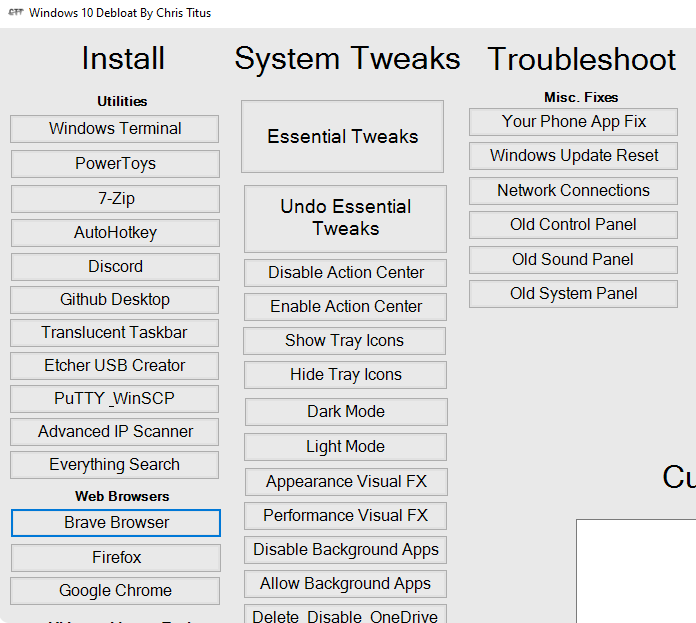 CTT Windows 10 Debloat By Chris Titus
Install
Utilities
Windows Terminal
PowerToys
7-Zip
AutoHotkey
Discord
Github Desktop
Translucent Taskbar
Etcher USB Creator
PuTTY _WinSCP
Advanced IP Scanner
Everything Search
Web Browsers
Brave Browser
Firefox
Google Chrome
System Tweaks
Essential Tweaks
Undo Essential
Tweaks
Disable Action Center
Enable Action Center
Show Tray Icons
Hide Tray Icons
Dark Mode
Light Mode
Appearance Visual FX
Performance Visual FX
Disable Background Apps
Allow Background Apps
Delete_Disable_OneDrive
Troubleshoot
Misc. Fixes
Your Phone App Fix
Windows Update Reset
Network Connections
Old Control Panel
Old Sound Panel
Old System Panel
Cu